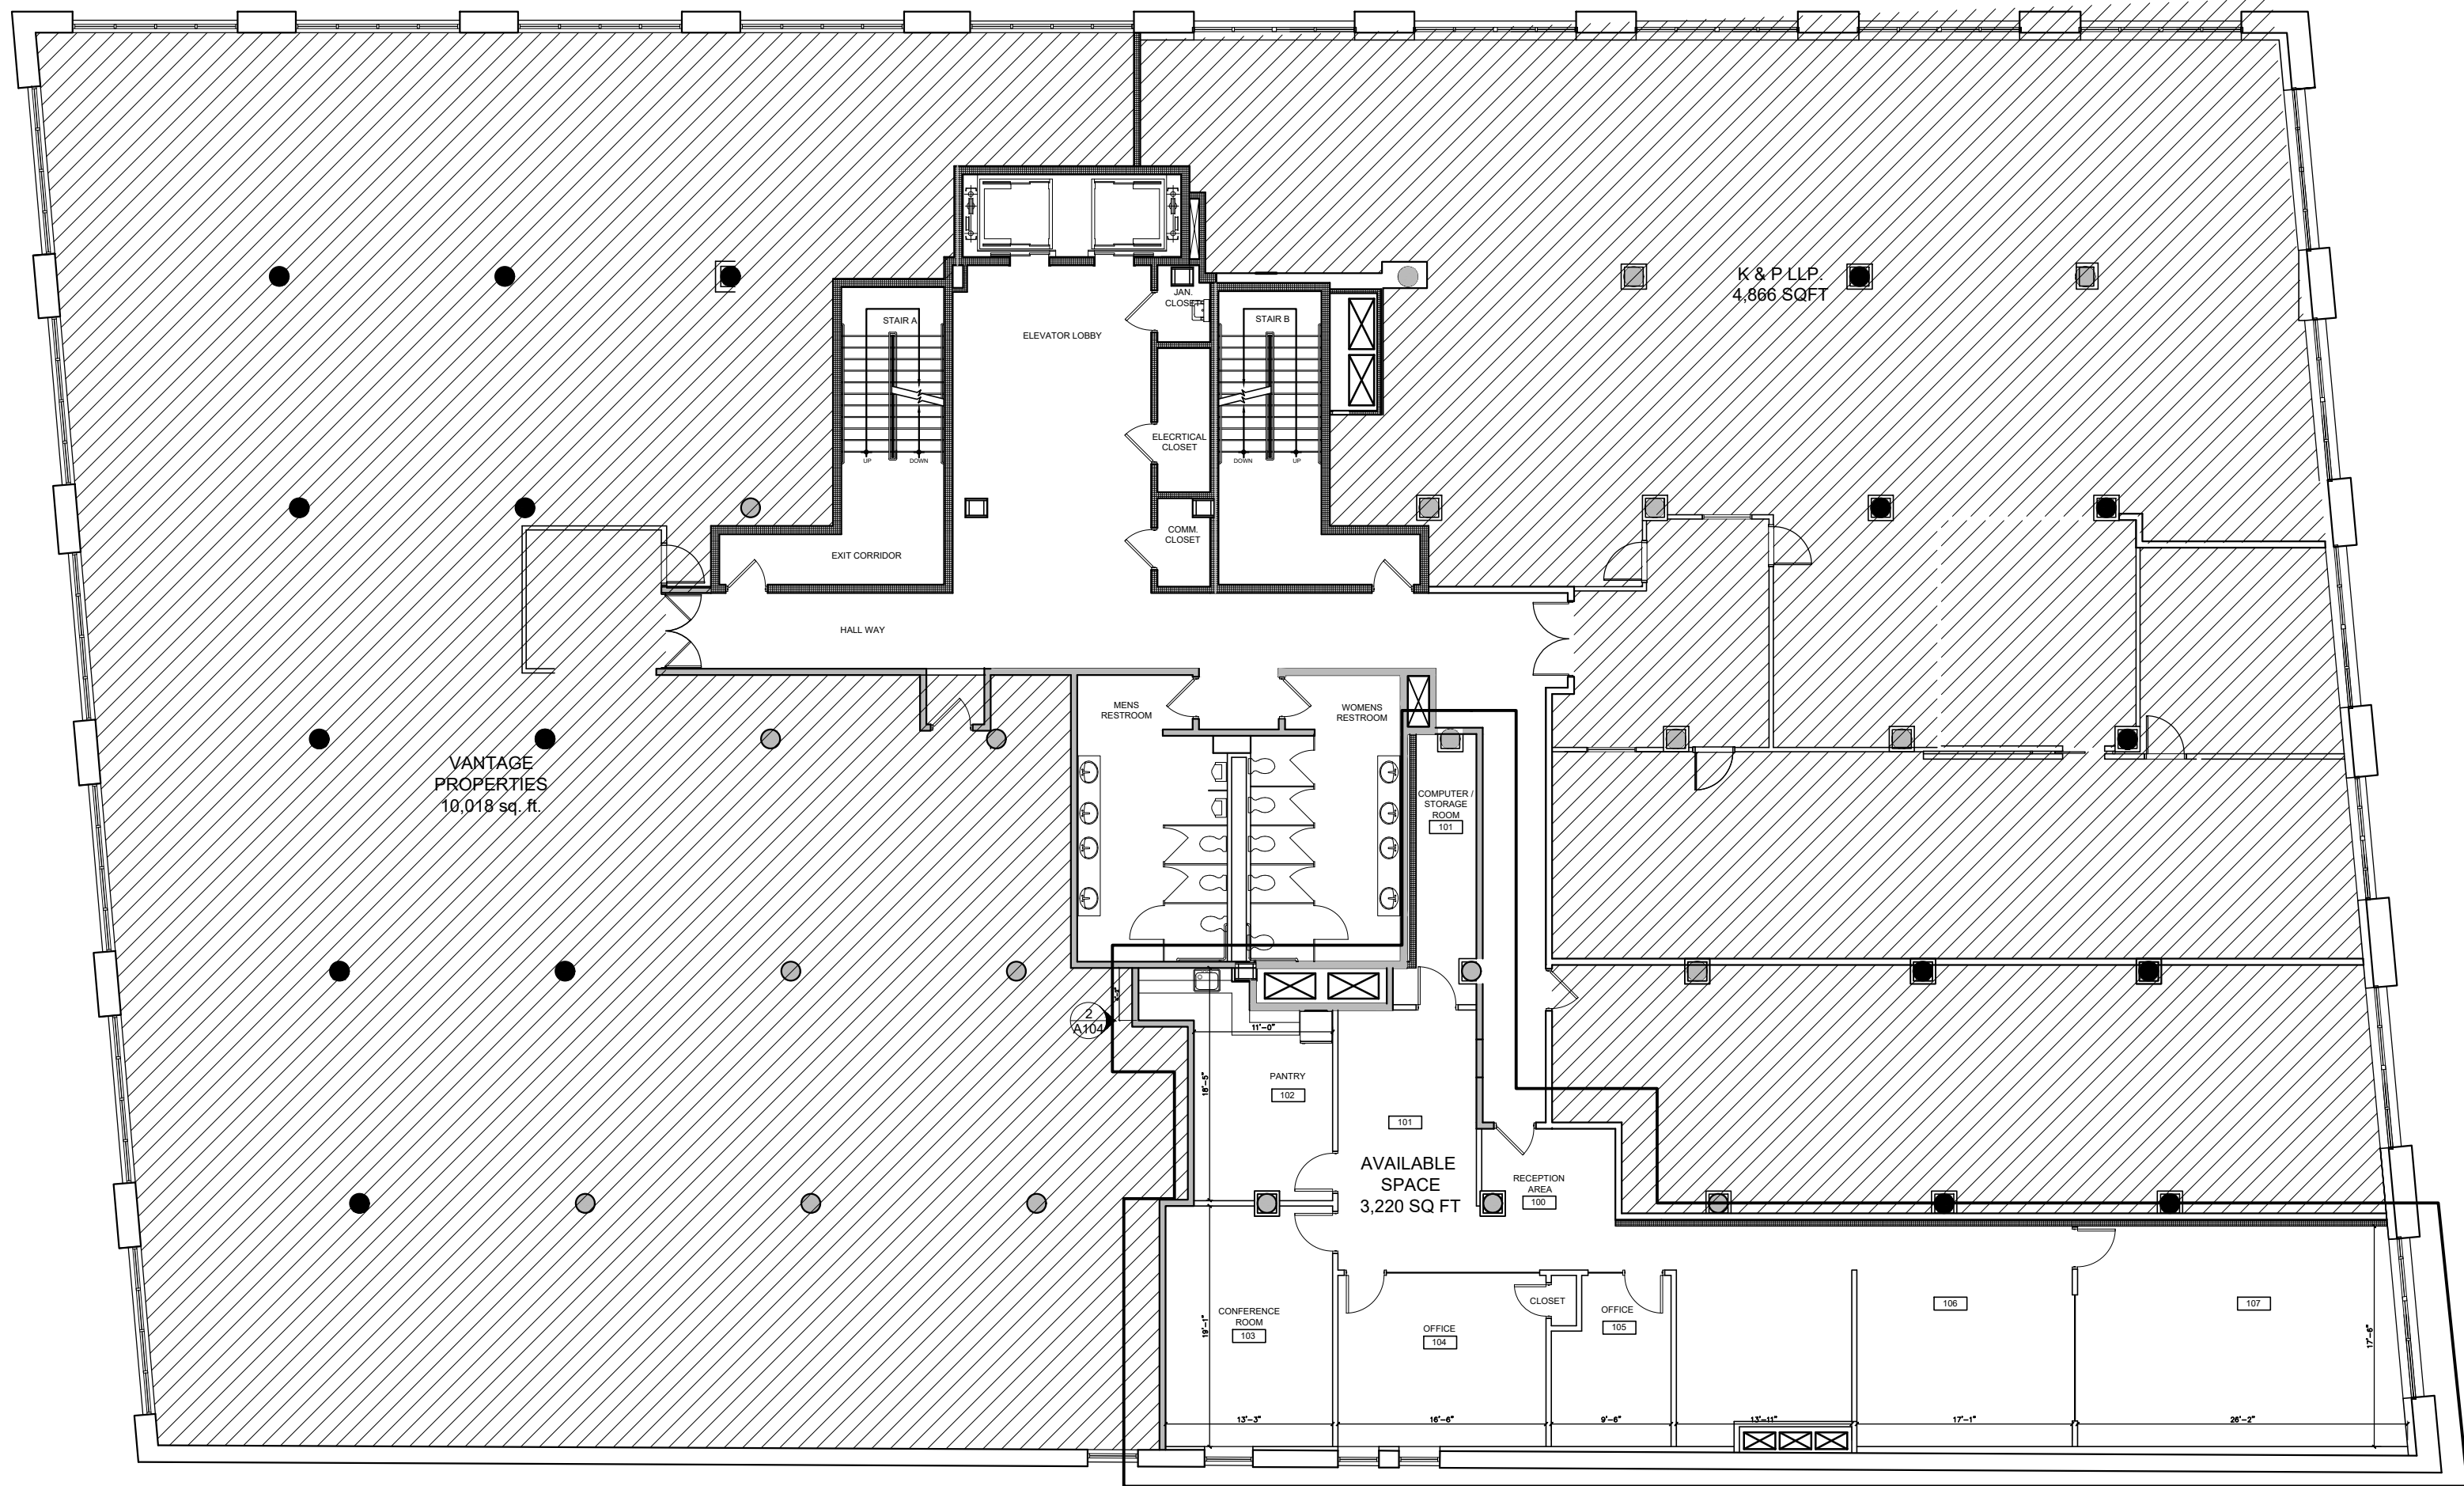 K & P LLP.
4,866 SQFT
JAN.
CLOSET
STAIR A
STAIR B
ELEVATOR LOBBY
ELECRTICAL
CLOSET
UP
DOWN
DOWN
UP
COMM.
CLOSET
EXIT CORRIDOR
HALL WAY
MENS
RESTROOM
WOMENS
RESTROOM
VANTAGE
PROPERTIES
10,018 sq. ft.
COMPUTER /
STORAGE
ROOM
101
2
A104
11'-0"
18'-5"
PANTRY
102
101
AVAILABLE
SPACE
3,220 SQ FT
RECEPTION
AREA
100
CONFERENCE
ROOM
103
19'-1"
OFFICE
104
CLOSET
OFFICE
105
106
107
17'-6"
13'-3"
16'-6"
9'-6"
13'-11"
17'-1"
26'-2"